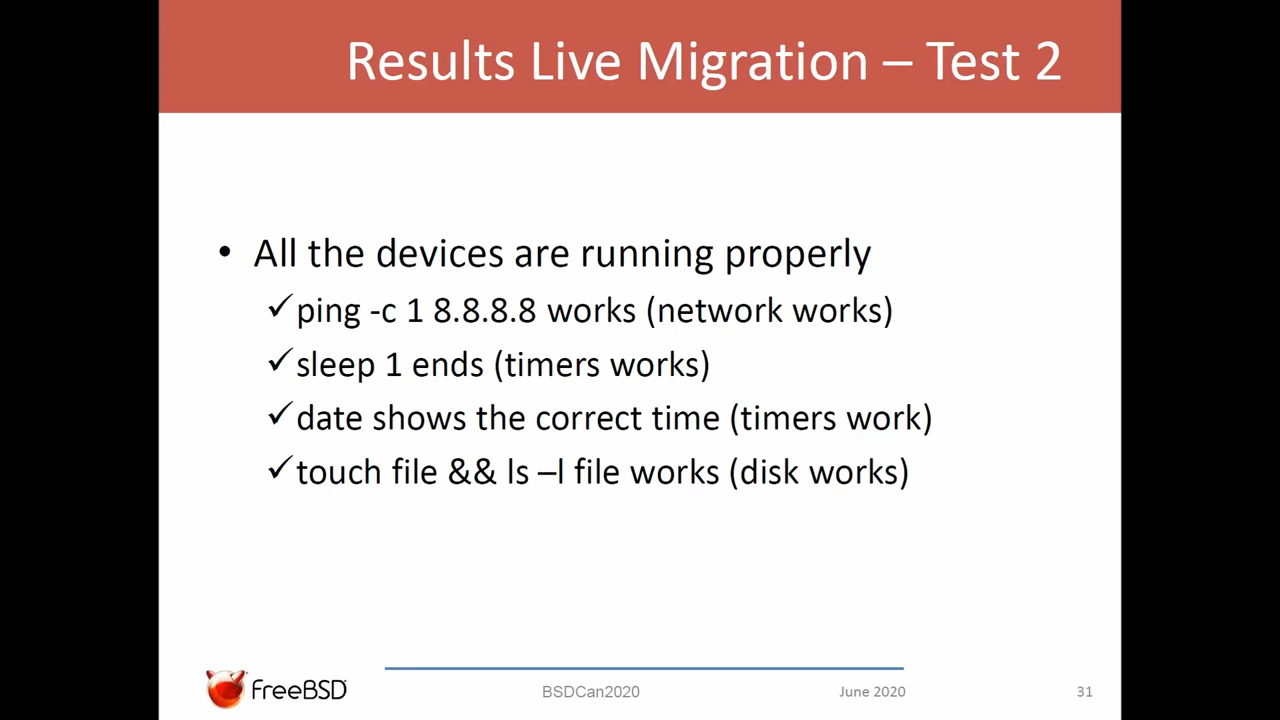 Results Live Migration – Test 2
• All the devices are running properly
✓ping -c 1 8.8.8.8 works (network works)
✓sleep 1 ends (timers works)
✓date shows the correct time (timers work)
✓touch file && ls –l file works (disk works)
FreeBSD BSDCan2020 June 2020 31